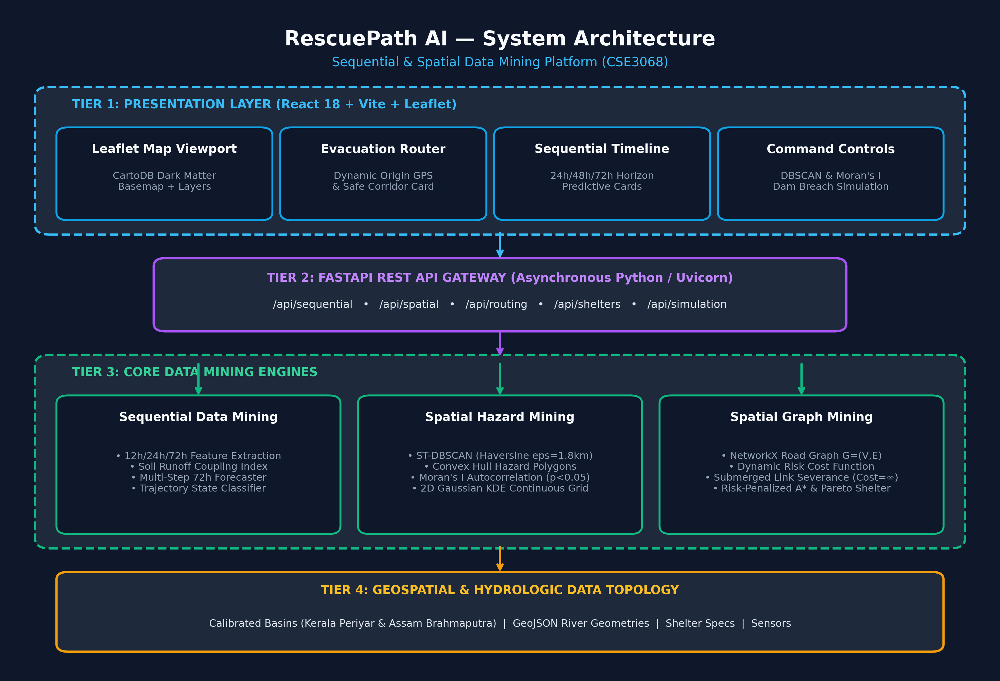 RescuePath AI — System Architecture
Sequential & Spatial Data Mining Platform (CSE3068)
TIER 1: PRESENTATION LAYER (React 18 + Vite + Leaflet)
Leaflet Map Viewport
CartoDB Dark Matter
Basemap + Layers
Evacuation Router
Dynamic Origin GPS
& Safe Corridor Card
Sequential Timeline
24h/48h/72h Horizon
Predictive Cards
Command Controls
DBSCAN & Moran's I
Dam Breach Simulation
TIER 2: FASTAPI REST API GATEWAY (Asynchronous Python / Uvicorn)
/api/sequential • /api/spatial • /api/routing • /api/shelters • /api/simulation
TIER 3: CORE DATA MINING ENGINES
Sequential Data Mining
• 12h/24h/72h Feature Extraction
• Soil Runoff Coupling Index
• Multi-Step 72h Forecaster
• Trajectory State Classifier
Spatial Hazard Mining
• ST-DBSCAN (Haversine eps=1.8km)
• Convex Hull Hazard Polygons
• Moran's I Autocorrelation (p<0.05)
• 2D Gaussian KDE Continuous Grid
Spatial Graph Mining
• NetworkX Road Graph G=(V,E)
• Dynamic Risk Cost Function
• Submerged Link Severance (Cost=∞)
• Risk-Penalized A* & Pareto Shelter
TIER 4: GEOSPATIAL & HYDROLOGIC DATA TOPOLOGY
Calibrated Basins (Kerala Periyar & Assam Brahmaputra) | GeoJSON River Geometries | Shelter Specs | Sensors